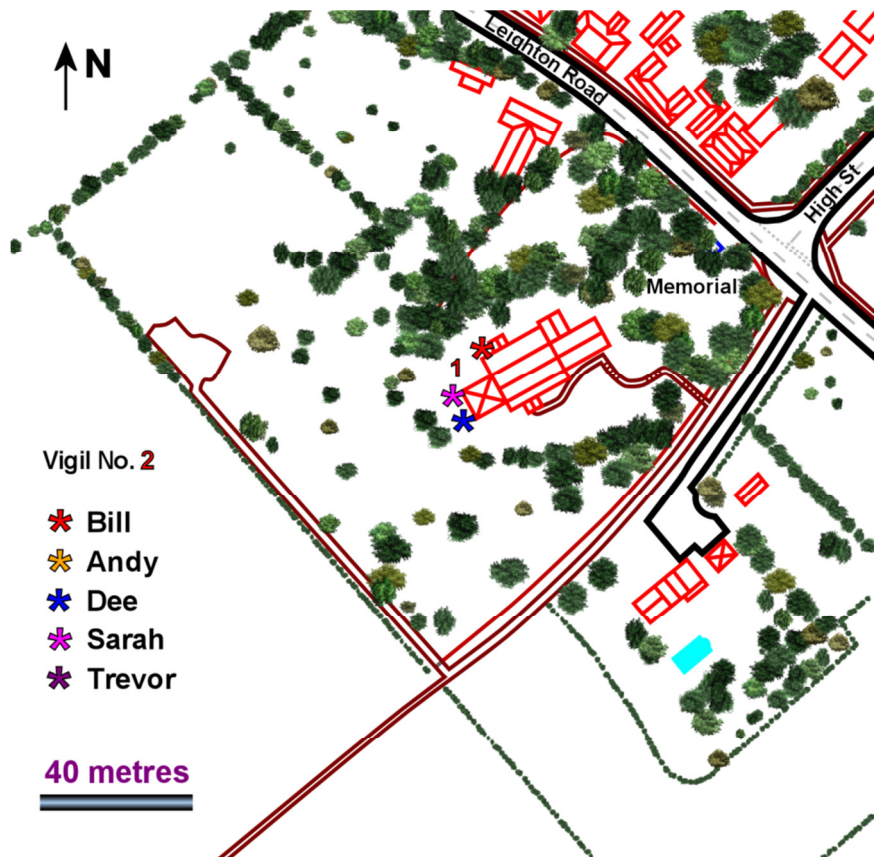 N
Leighton Road
High St
Memorial
1
Vigil No. 2
Bill
Andy
Dee
Sarah
Trevor
40 metres